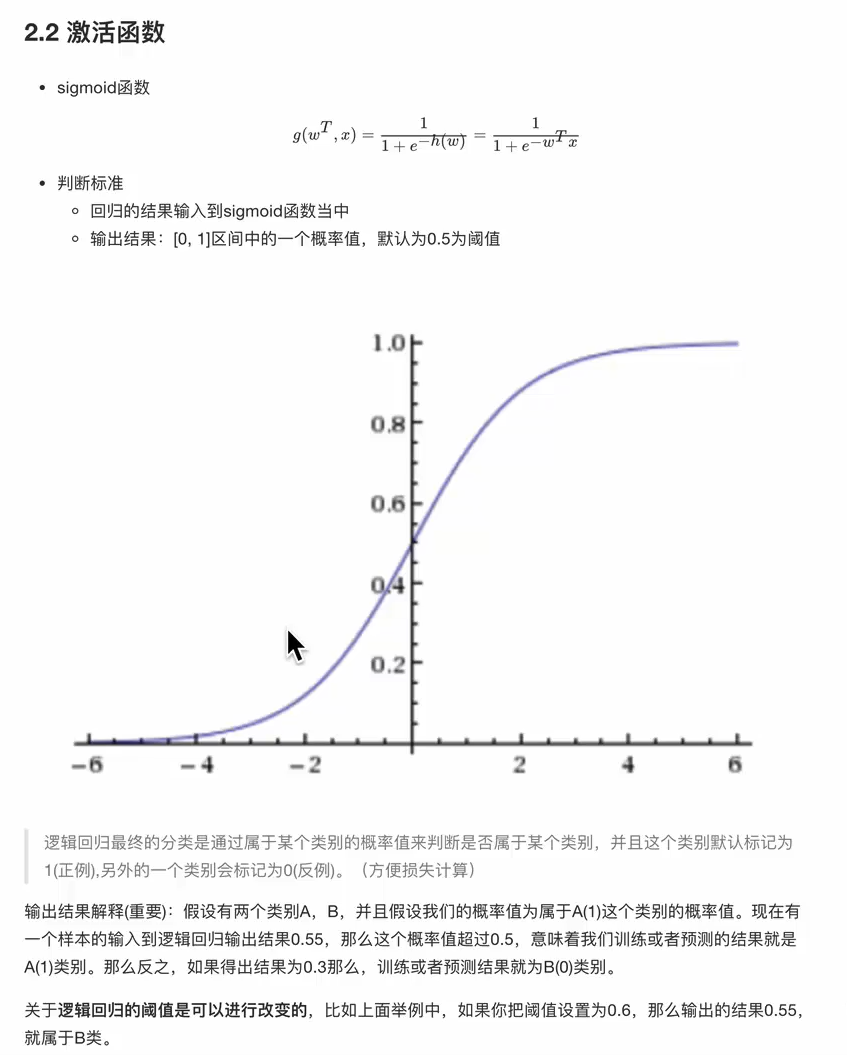 2.2 激活函数
• sigmoid函数
g(w^T, x) = \frac{1}{1 + e^{-h(w)}} = \frac{1}{1 + e^{-w^T x}}
• 判断标准
◦ 回归的结果输入到sigmoid函数当中
◦ 输出结果：[0, 1]区间中的一个概率值，默认为0.5为阈值
1.0
0.8
0.6
0.4
0.2
−6 −4 −2 2 4 6
逻辑回归最终的分类是通过属于某个类别的概率值来判断是否属于某个类别，并且这个类别默认标记为
1(正例),另外的一个类别会标记为0(反例)。（方便损失计算）
输出结果解释(重要)：假设有两个类别A，B，并且假设我们的概率值为属于A(1)这个类别的概率值。现在有
一个样本的输入到逻辑回归输出结果0.55，那么这个概率值超过0.5，意味着我们训练或者预测的结果就是
A(1)类别。那么反之，如果得出结果为0.3那么，训练或者预测结果就为B(0)类别。
关于逻辑回归的阈值是可以进行改变的，比如上面举例中，如果你把阈值设置为0.6，那么输出的结果0.55，
就属于B类。